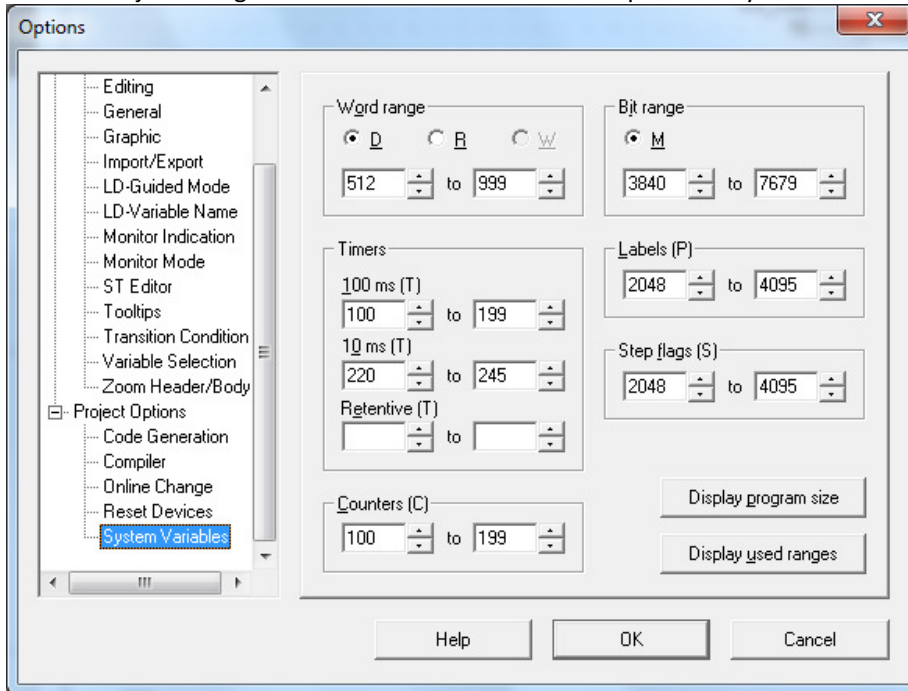 Options
Editing
General
Graphic
Import/Export
LD-Guided Mode
LD-Variable Name
Monitor Indication
Monitor Mode
ST Editor
Tooltips
Transition Condition
Variable Selection
Zoom Header/Body
Project Options
Code Generation
Compiler
Online Change
Reset Devices
System Variables
Word range
D R W
512 to 999
Timers
100 ms (T)
100 to 199
10 ms (T)
220 to 245
Retentive (T)
to
Counters (C)
100 to 199
Bit range
M
3840 to 7679
Labels (P)
2048 to 4095
Step flags (S)
2048 to 4095
Display program size
Display used ranges
Help OK Cancel